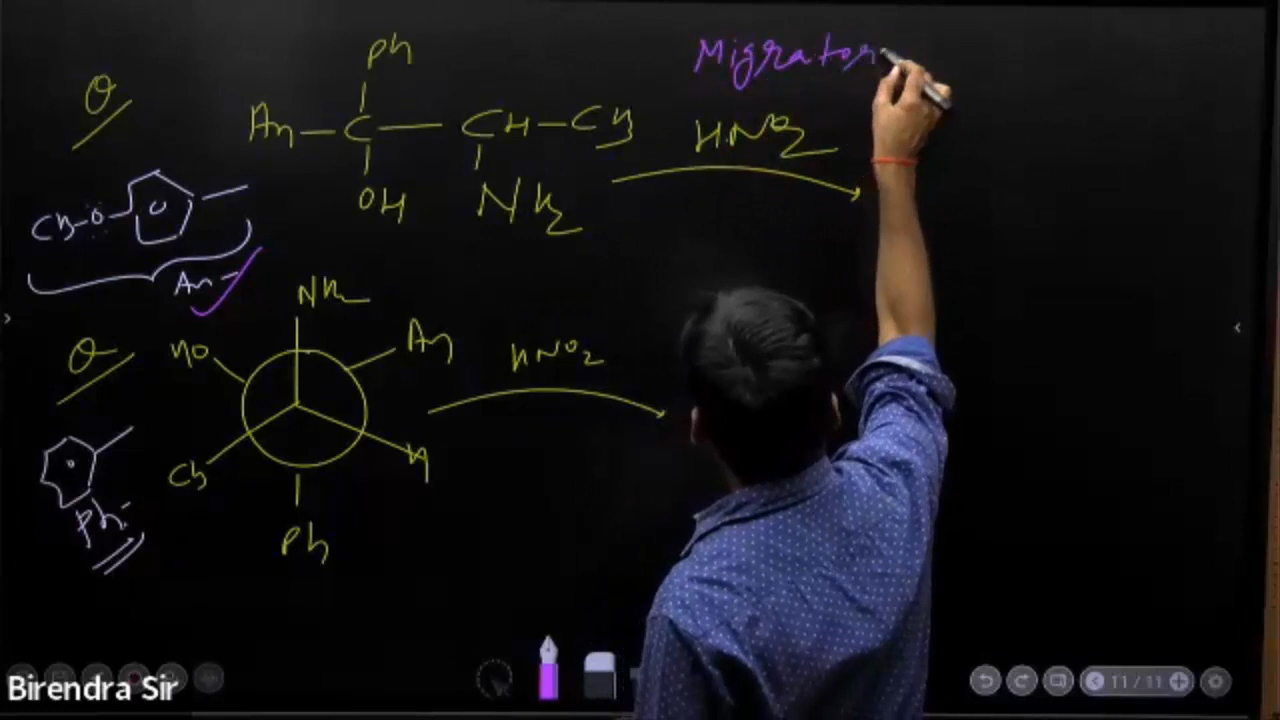 Migrator
Q
Ph
An—C—CH—CH3
OH NH2
HNO2
CH3-O-
An-
Q
NH2
HO
An
CH3
H
Ph
HNO2
Ph-
11 / 11
Birendra Sir